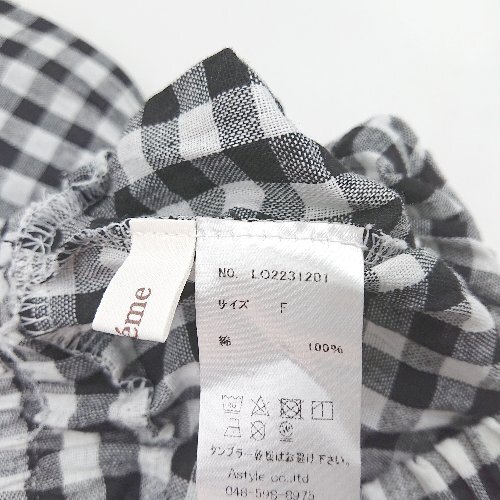 ème
NO. LO2231201
サイズ F
綿 100%
タンブラー乾燥はお避け下さい。
Astyle co.,ltd
048-598-8975